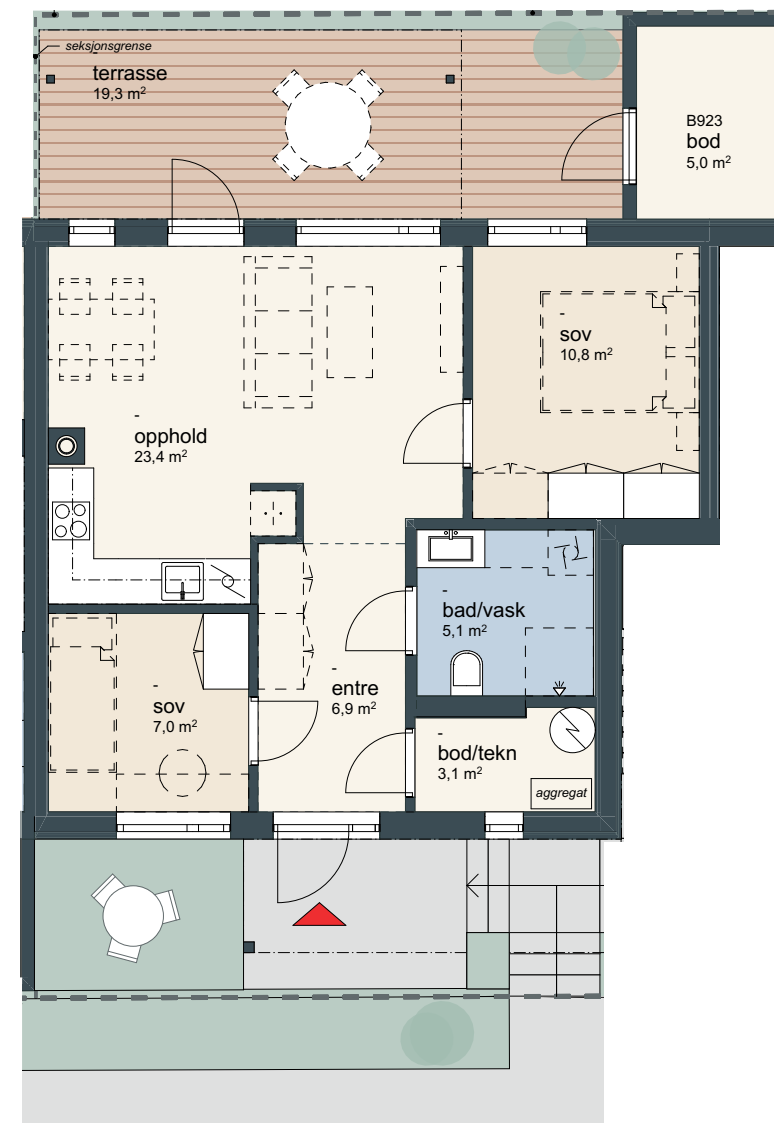 seksjonsgrense
terrasse
19,3 m²
B923
bod
5,0 m²
-
sov
10,8 m²
-
opphold
23,4 m²
-
bad/vask
5,1 m²
-
entre
6,9 m²
-
sov
7,0 m²
-
bod/tekn
3,1 m²
aggregat